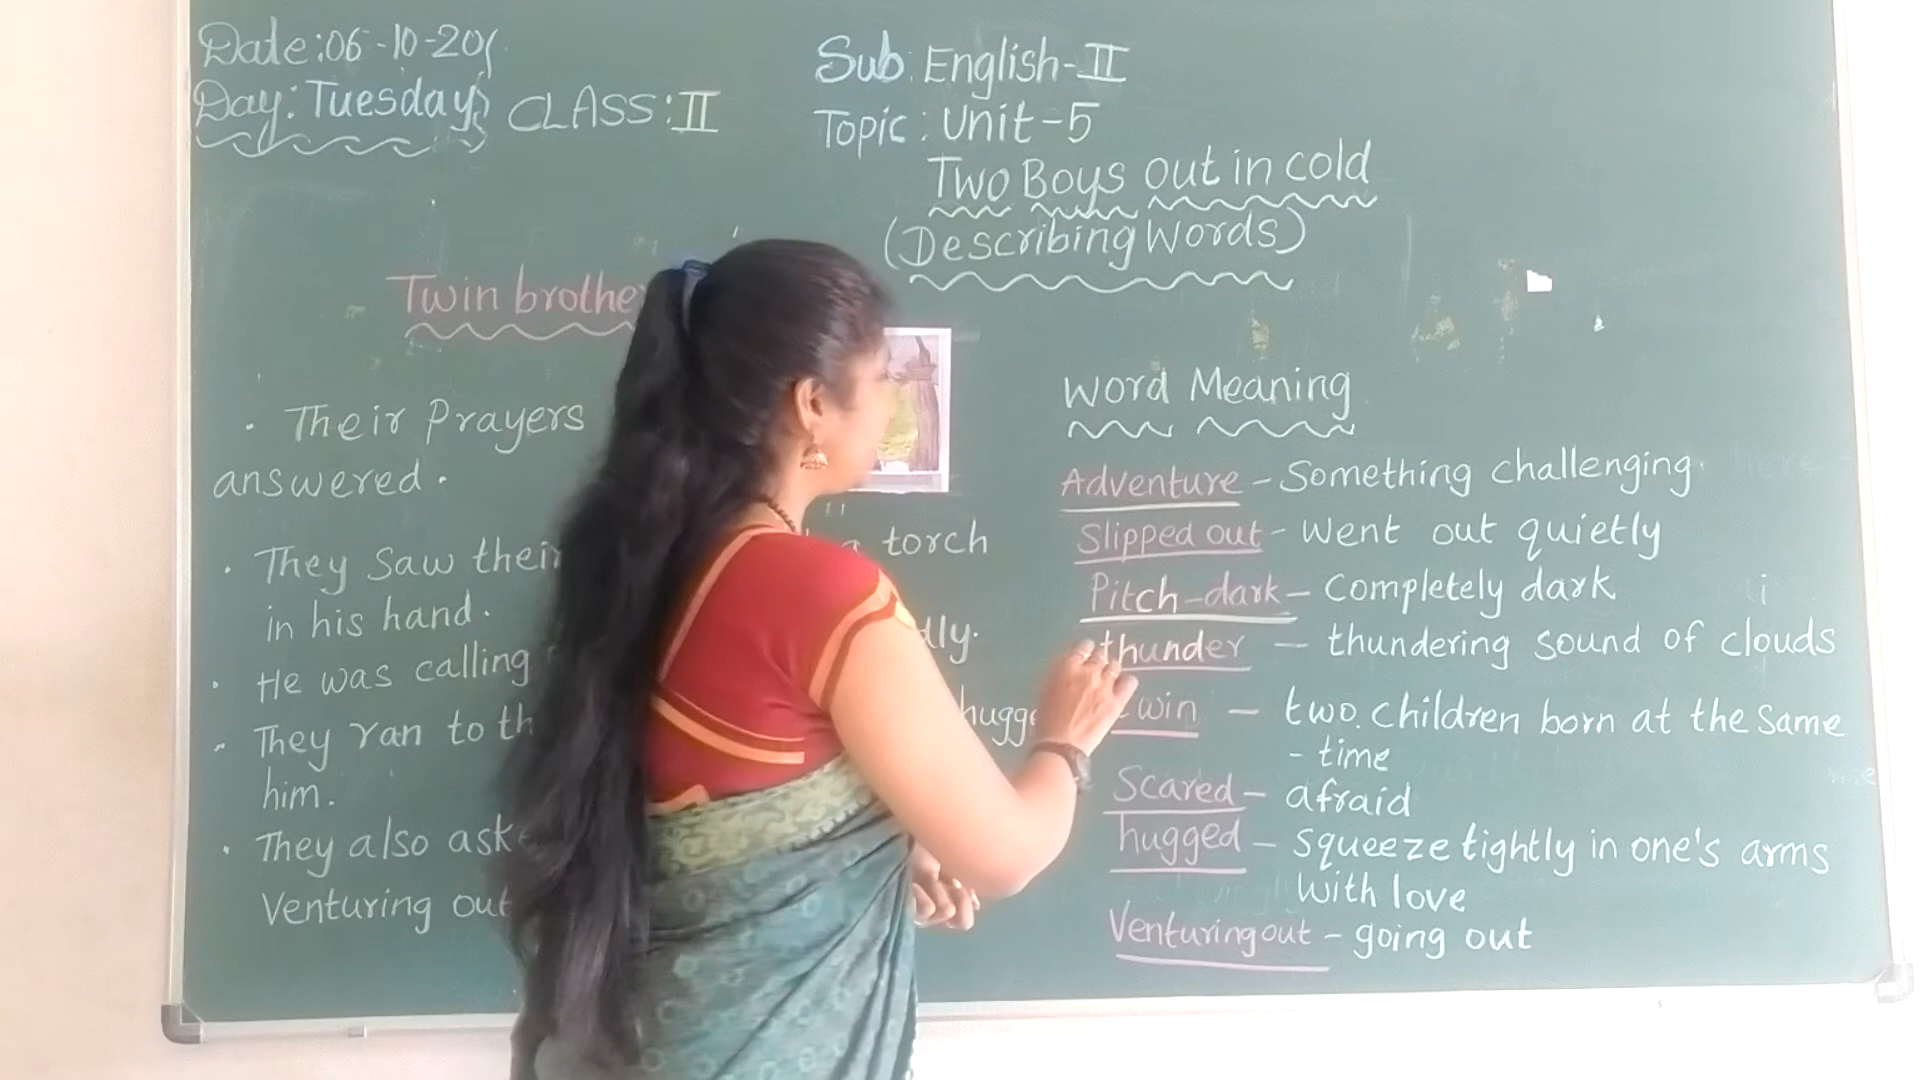 Date: 06-10-20
Day: Tuesday CLASS: II
Sub: English-II
Topic: Unit-5
Two Boys out in cold
(Describing Words)
Twin
• Their Prayers
answered.
• They Saw their torch
in his hand.
• He was calling
• They ran to
him.
• They also
Venturing out
Word Meaning
Adventure - Something challenging
Slipped out - Went out quietly
Pitch-dark - Completely dark
thunder - thundering sound of clouds
twin - two children born at the same
- time
Scared - afraid
hugged - squeeze tightly in one's arms
with love
Venturing out - going out